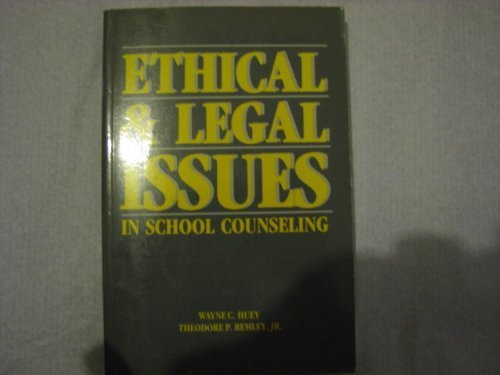 ETHICAL
& LEGAL
ISSUES
IN SCHOOL COUNSELING
WAYNE C. HUEY
THEODORE P. REMLEY, JR.